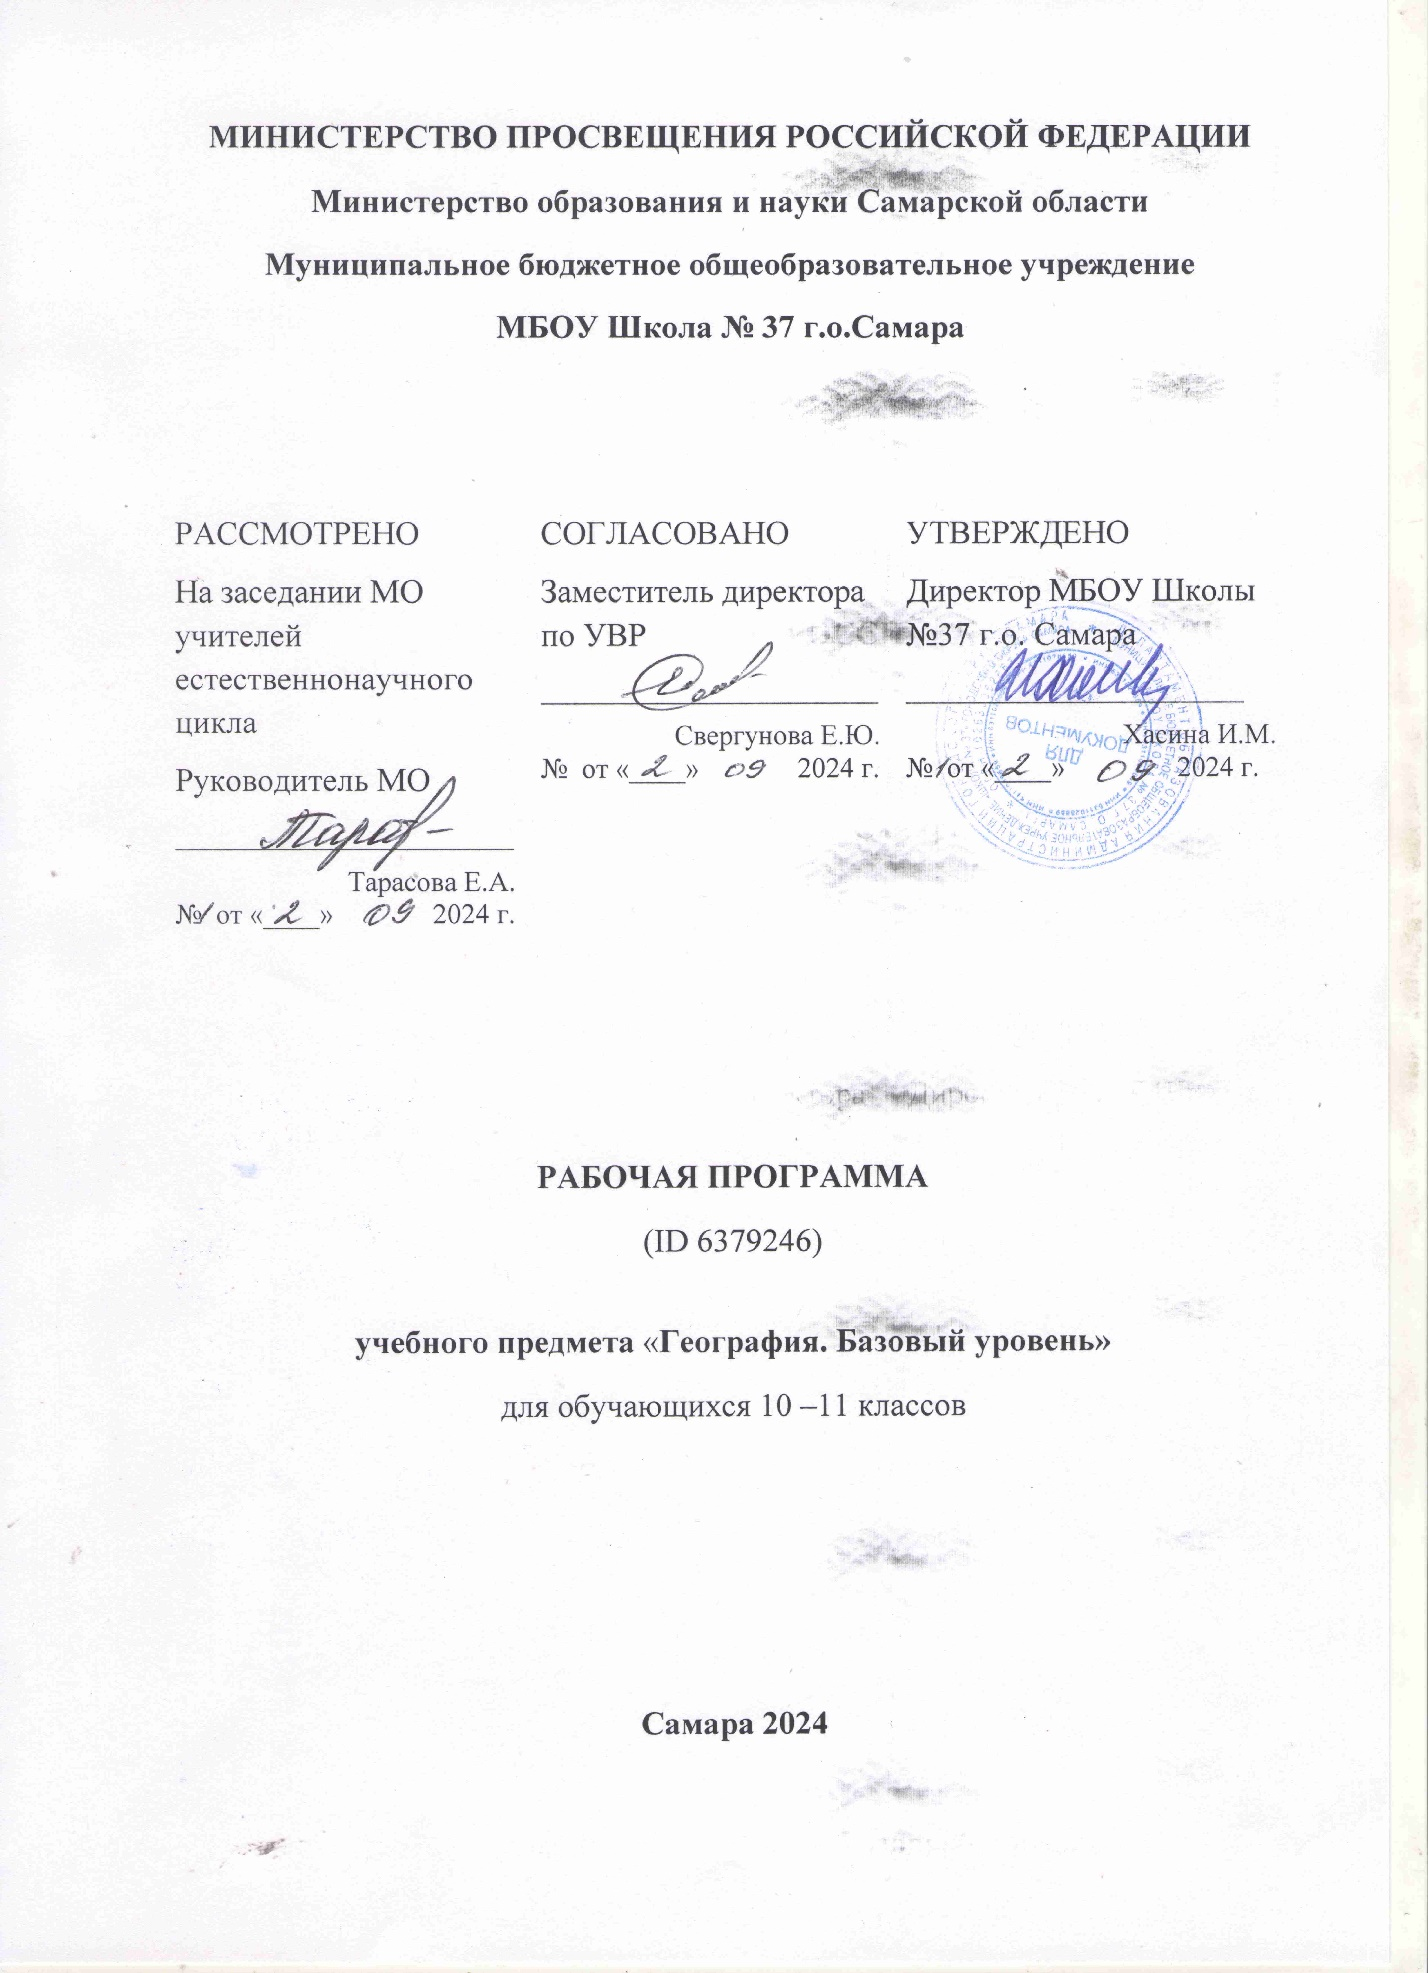 МИНИСТЕРСТВО ПРОСВЕЩЕНИЯ РОССИЙСКОЙ ФЕДЕРАЦИИ
Министерство образования и науки Самарской области
Муниципальное бюджетное общеобразовательное учреждение
МБОУ Школа № 37 г.о.Самара
РАССМОТРЕНО
На заседании МО
учителей
естественнонаучного
цикла
Руководитель МО
Тарасова Е.А.
№1 от «2» 09 2024 г.
СОГЛАСОВАНО
Заместитель директора
по УВР
Свергунова Е.Ю.
№ от «2» 09 2024 г.
УТВЕРЖДЕНО
Директор МБОУ Школы
№37 г.о. Самара
Хасина И.М.
№1 от «2» 09 2024 г.
ДЛЯ
ДОКУМЕНТОВ
РАБОЧАЯ ПРОГРАММА
(ID 6379246)
учебного предмета «География. Базовый уровень»
для обучающихся 10 –11 классов
Самара 2024